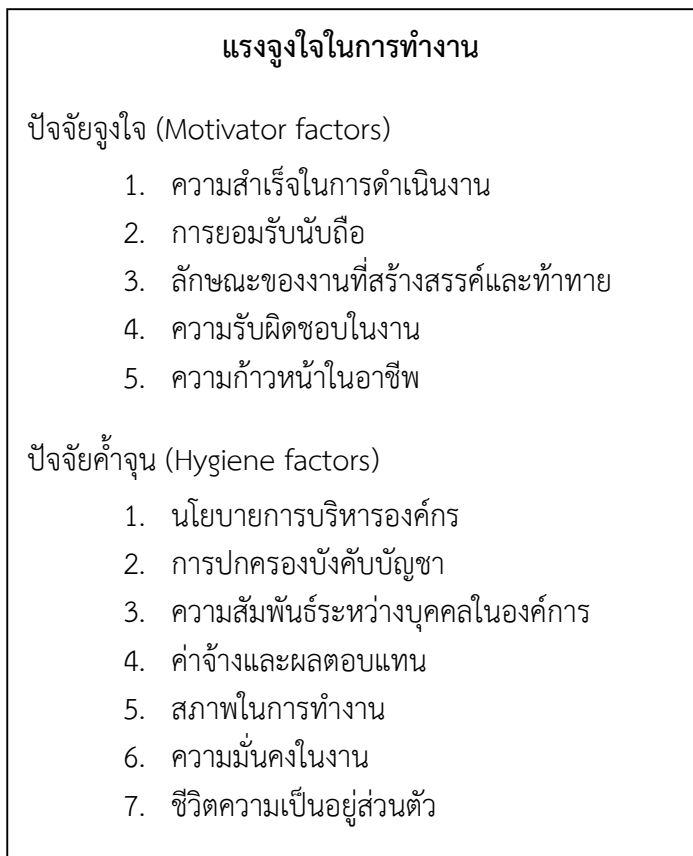 แรงจูงใจในการทำงาน
ปัจจัยจูงใจ (Motivator factors)
1. ความสำเร็จในการดำเนินงาน
2. การยอมรับนับถือ
3. ลักษณะของงานที่สร้างสรรค์และท้าทาย
4. ความรับผิดชอบในงาน
5. ความก้าวหน้าในอาชีพ
ปัจจัยค้ำจุน (Hygiene factors)
1. นโยบายการบริหารองค์กร
2. การปกครองบังคับบัญชา
3. ความสัมพันธ์ระหว่างบุคคลในองค์การ
4. ค่าจ้างและผลตอบแทน
5. สภาพในการทำงาน
6. ความมั่นคงในงาน
7. ชีวิตความเป็นอยู่ส่วนตัว